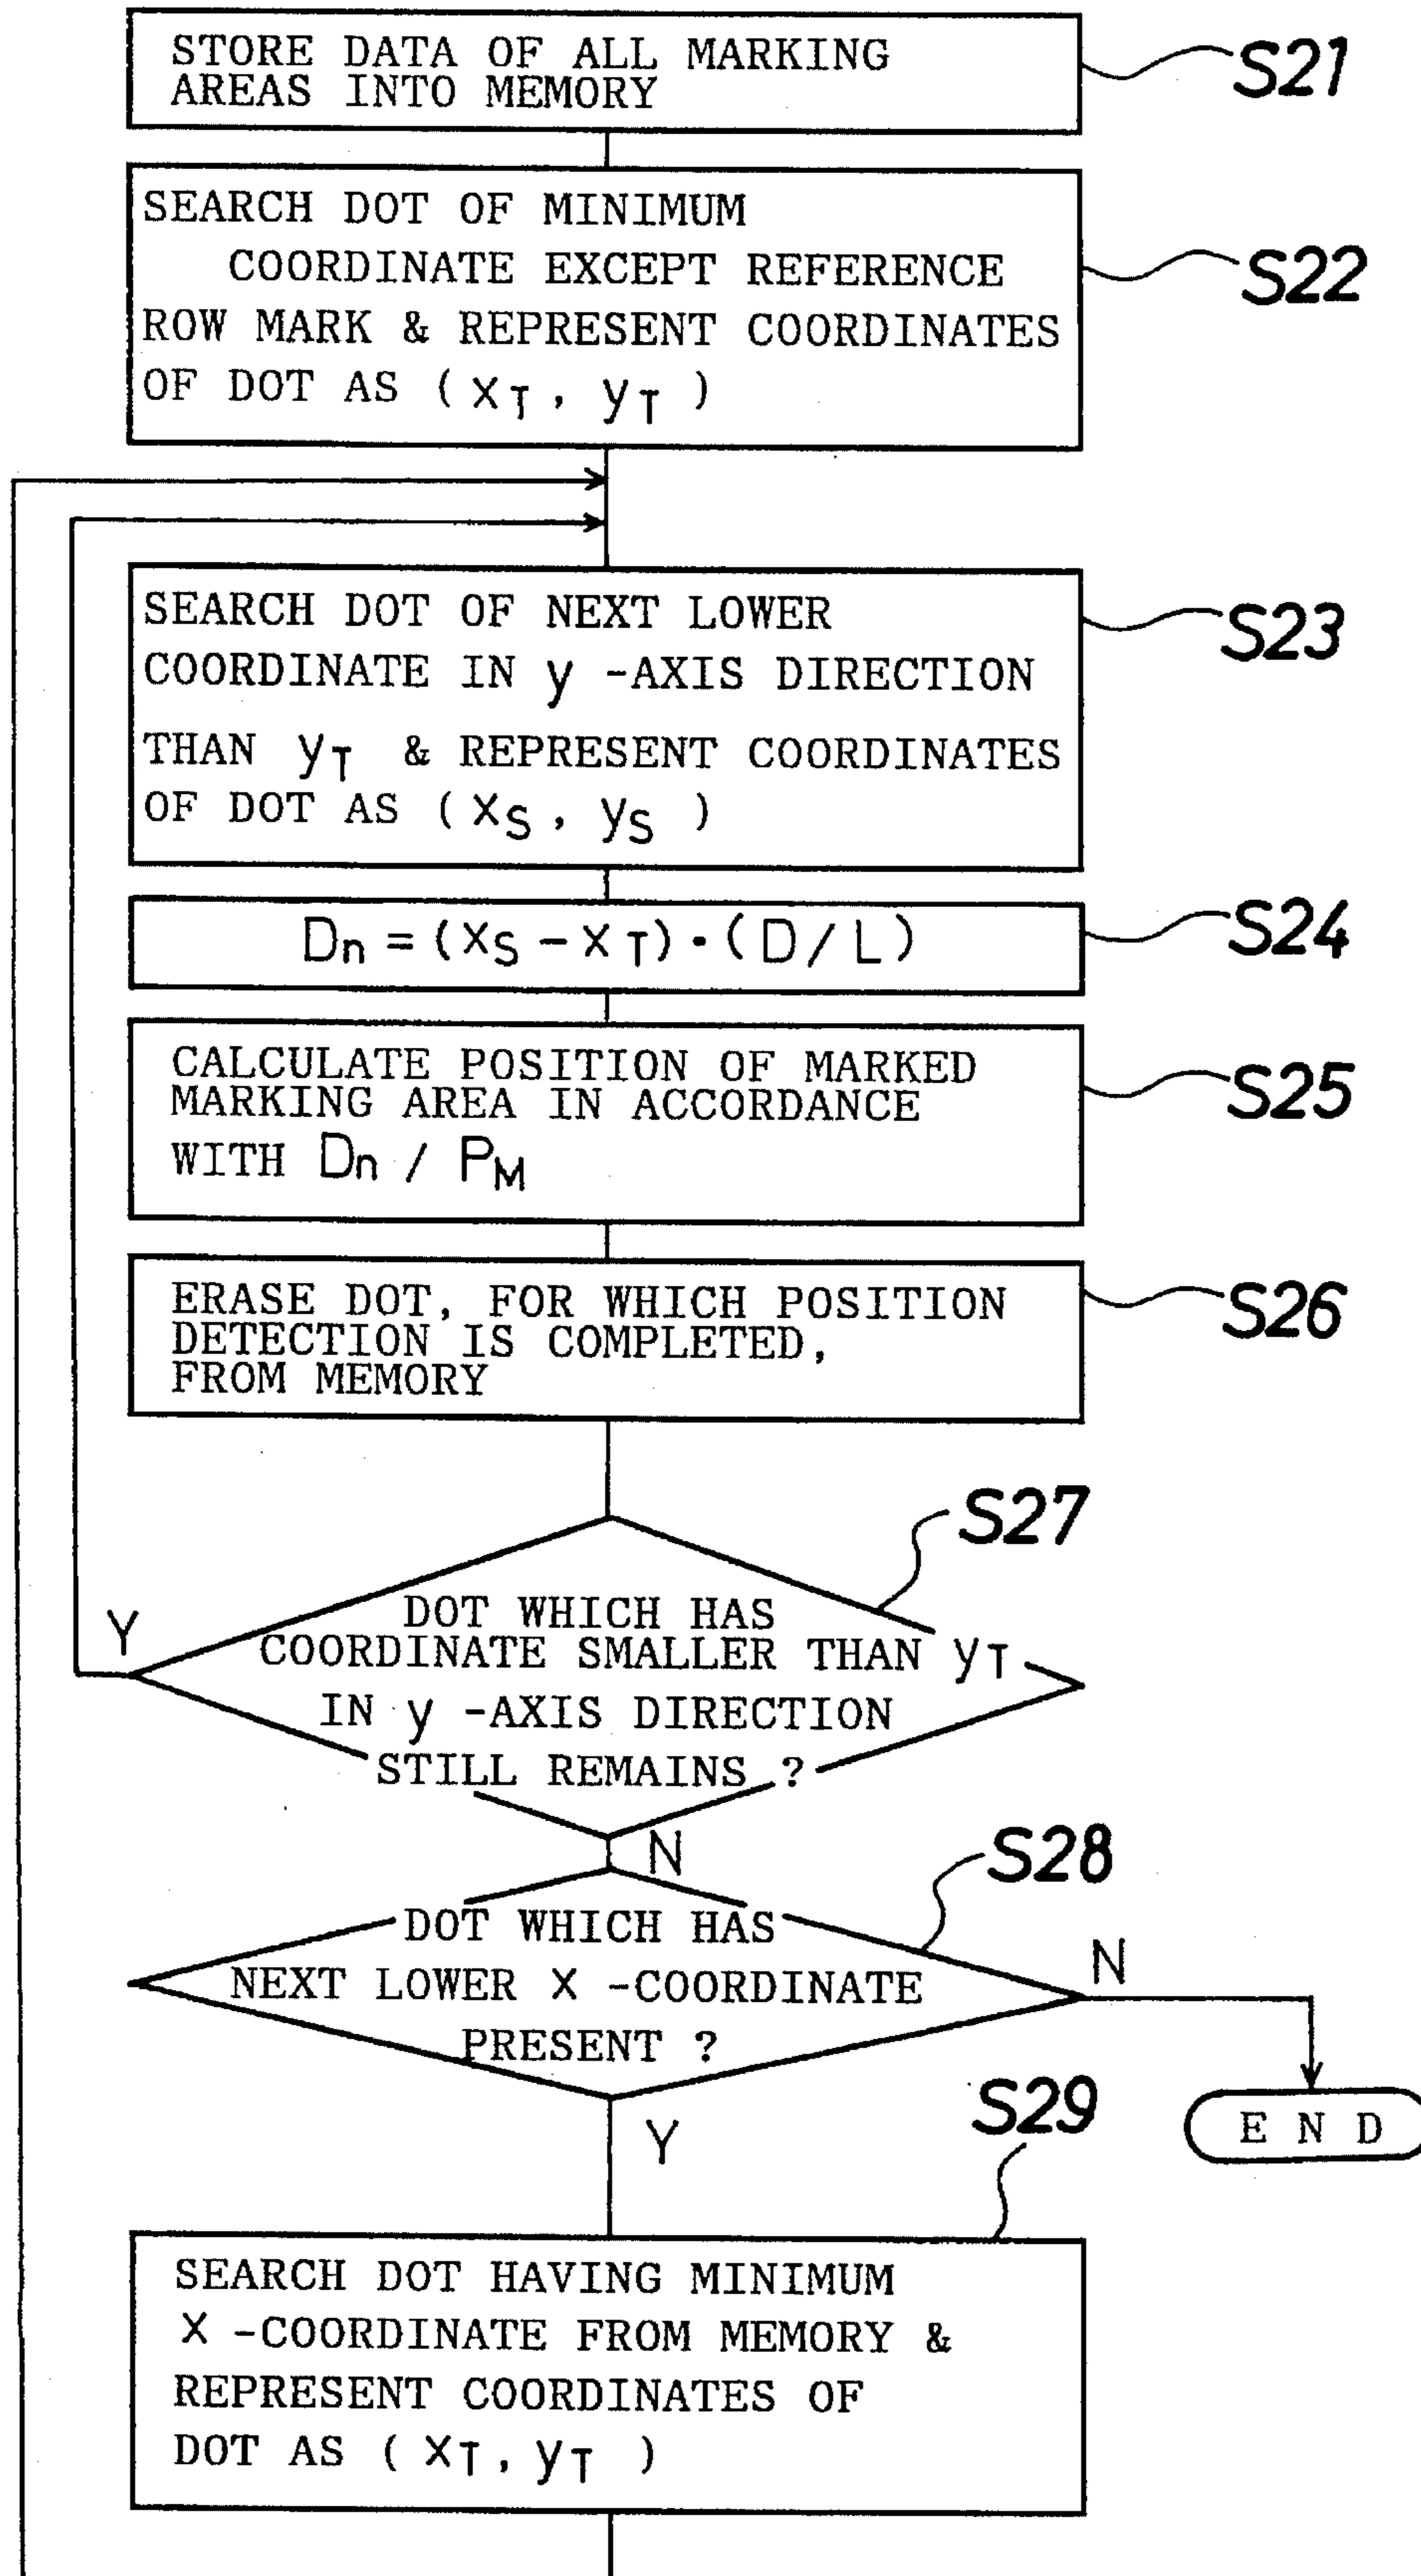 STORE DATA OF ALL MARKING
AREAS INTO MEMORY
S21
SEARCH DOT OF MINIMUM
COORDINATE EXCEPT REFERENCE
ROW MARK & REPRESENT COORDINATES
OF DOT AS ( xT, yT )
S22
SEARCH DOT OF NEXT LOWER
COORDINATE IN y -AXIS DIRECTION
THAN yT & REPRESENT COORDINATES
OF DOT AS ( xS, yS )
S23
Dn = (xS − xT) · (D/L)
S24
CALCULATE POSITION OF MARKED
MARKING AREA IN ACCORDANCE
WITH Dn / PM
S25
ERASE DOT, FOR WHICH POSITION
DETECTION IS COMPLETED,
FROM MEMORY
S26
S27
DOT WHICH HAS
COORDINATE SMALLER THAN yT
IN y -AXIS DIRECTION
STILL REMAINS ?
Y
N
S28
DOT WHICH HAS
NEXT LOWER x -COORDINATE
PRESENT ?
N
E N D
Y
S29
SEARCH DOT HAVING MINIMUM
x -COORDINATE FROM MEMORY &
REPRESENT COORDINATES OF
DOT AS ( xT, yT )